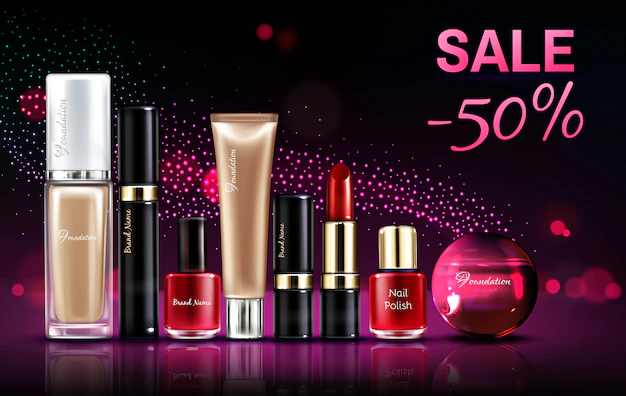 SALE
-50%
Foundation
Foundation
Brand Name
Brand Name
Foundation
Brand Name
Nail
Polish
Foundation